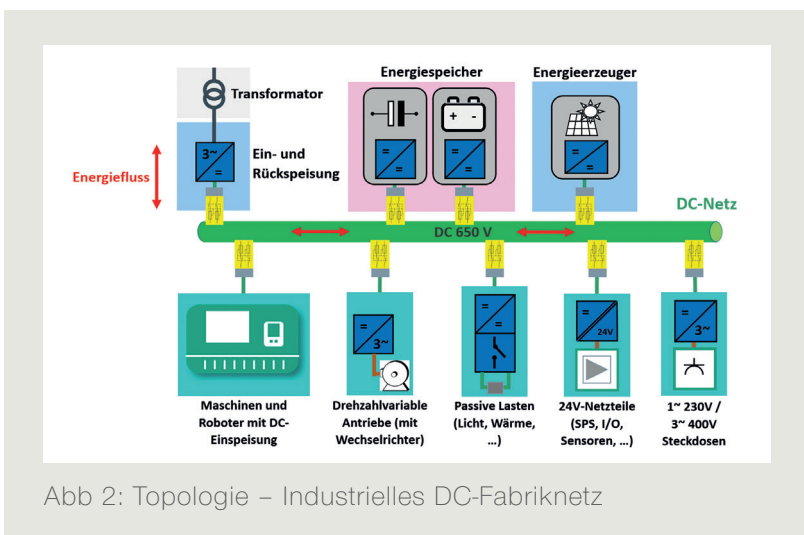 Energiespeicher
Energieerzeuger
Transformator
3~
=
Ein- und
Rückspeisung
Energiefluss
+ -
=
=
=
=
=
=
DC-Netz
DC 650 V
=
3~
=
=
=
24V
=
3~
Maschinen und
Roboter mit DC-
Einspeisung
Drehzahlvariable
Antriebe (mit
Wechselrichter)
Passive Lasten
(Licht, Wärme,
...)
24V-Netzteile
(SPS, I/O,
Sensoren, ...)
1~ 230V /
3~ 400V
Steckdosen
Abb 2: Topologie – Industrielles DC-Fabriknetz